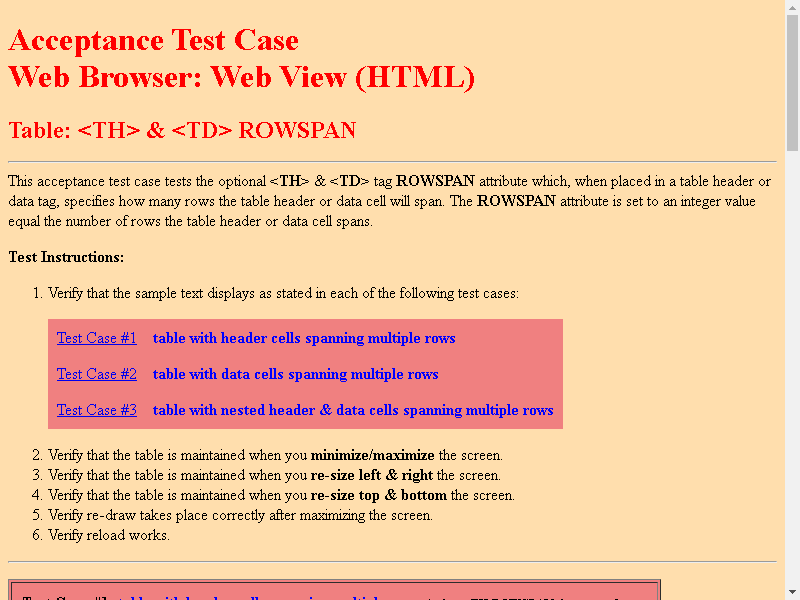 Acceptance Test Case
Web Browser: Web View (HTML)
Table: <TH> & <TD> ROWSPAN
This acceptance test case tests the optional <TH> & <TD> tag ROWSPAN attribute which, when placed in a table header or
data tag, specifies how many rows the table header or data cell will span. The ROWSPAN attribute is set to an integer value
equal the number of rows the table header or data cell spans.
Test Instructions:
1. Verify that the sample text displays as stated in each of the following test cases:
Test Case #1 table with header cells spanning multiple rows
Test Case #2 table with data cells spanning multiple rows
Test Case #3 table with nested header & data cells spanning multiple rows
2. Verify that the table is maintained when you minimize/maximize the screen.
3. Verify that the table is maintained when you re-size left & right the screen.
4. Verify that the table is maintained when you re-size top & bottom the screen.
5. Verify re-draw takes place correctly after maximizing the screen.
6. Verify reload works.